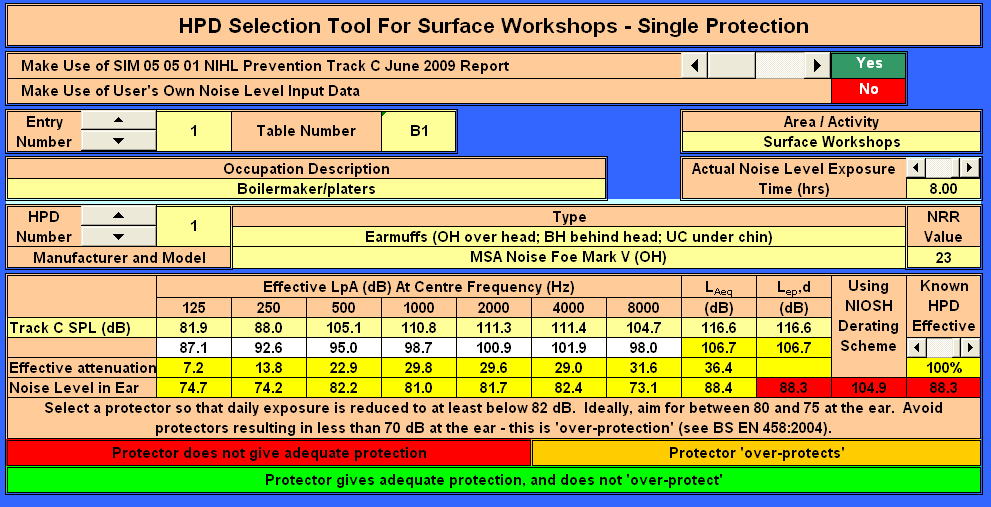 HPD Selection Tool For Surface Workshops - Single Protection
Make Use of SIM 05 05 01 NIHL Prevention Track C June 2009 Report
Yes
Make Use of User's Own Noise Level Input Data
No
Entry Number
1
Table Number
B1
Area / Activity
Surface Workshops
Occupation Description
Boilermaker/platers
Actual Noise Level Exposure
Time (hrs)
8.00
HPD Number
1
Type
NRR Value
Earmuffs (OH over head; BH behind head; UC under chin)
Manufacturer and Model
MSA Noise Foe Mark V (OH)
23
Effective LpA (dB) At Centre Frequency (Hz)
LAeq (dB)
Lep,d (dB)
Using NIOSH Derating Scheme
Known HPD Effective
125 250 500 1000 2000 4000 8000
Track C SPL (dB) 81.9 88.0 105.1 110.8 111.3 111.4 104.7 116.6 116.6
87.1 92.6 95.0 98.7 100.9 101.9 98.0 106.7 106.7
Effective attenuation 7.2 13.8 22.9 29.8 29.6 29.0 31.6 36.4 100%
Noise Level in Ear 74.7 74.2 82.2 81.0 81.7 82.4 73.1 88.4 88.3 104.9 88.3
Select a protector so that daily exposure is reduced to at least below 82 dB. Ideally, aim for between 80 and 75 at the ear. Avoid
protectors resulting in less than 70 dB at the ear - this is 'over-protection' (see BS EN 458:2004).
Protector does not give adequate protection
Protector 'over-protects'
Protector gives adequate protection, and does not 'over-protect'